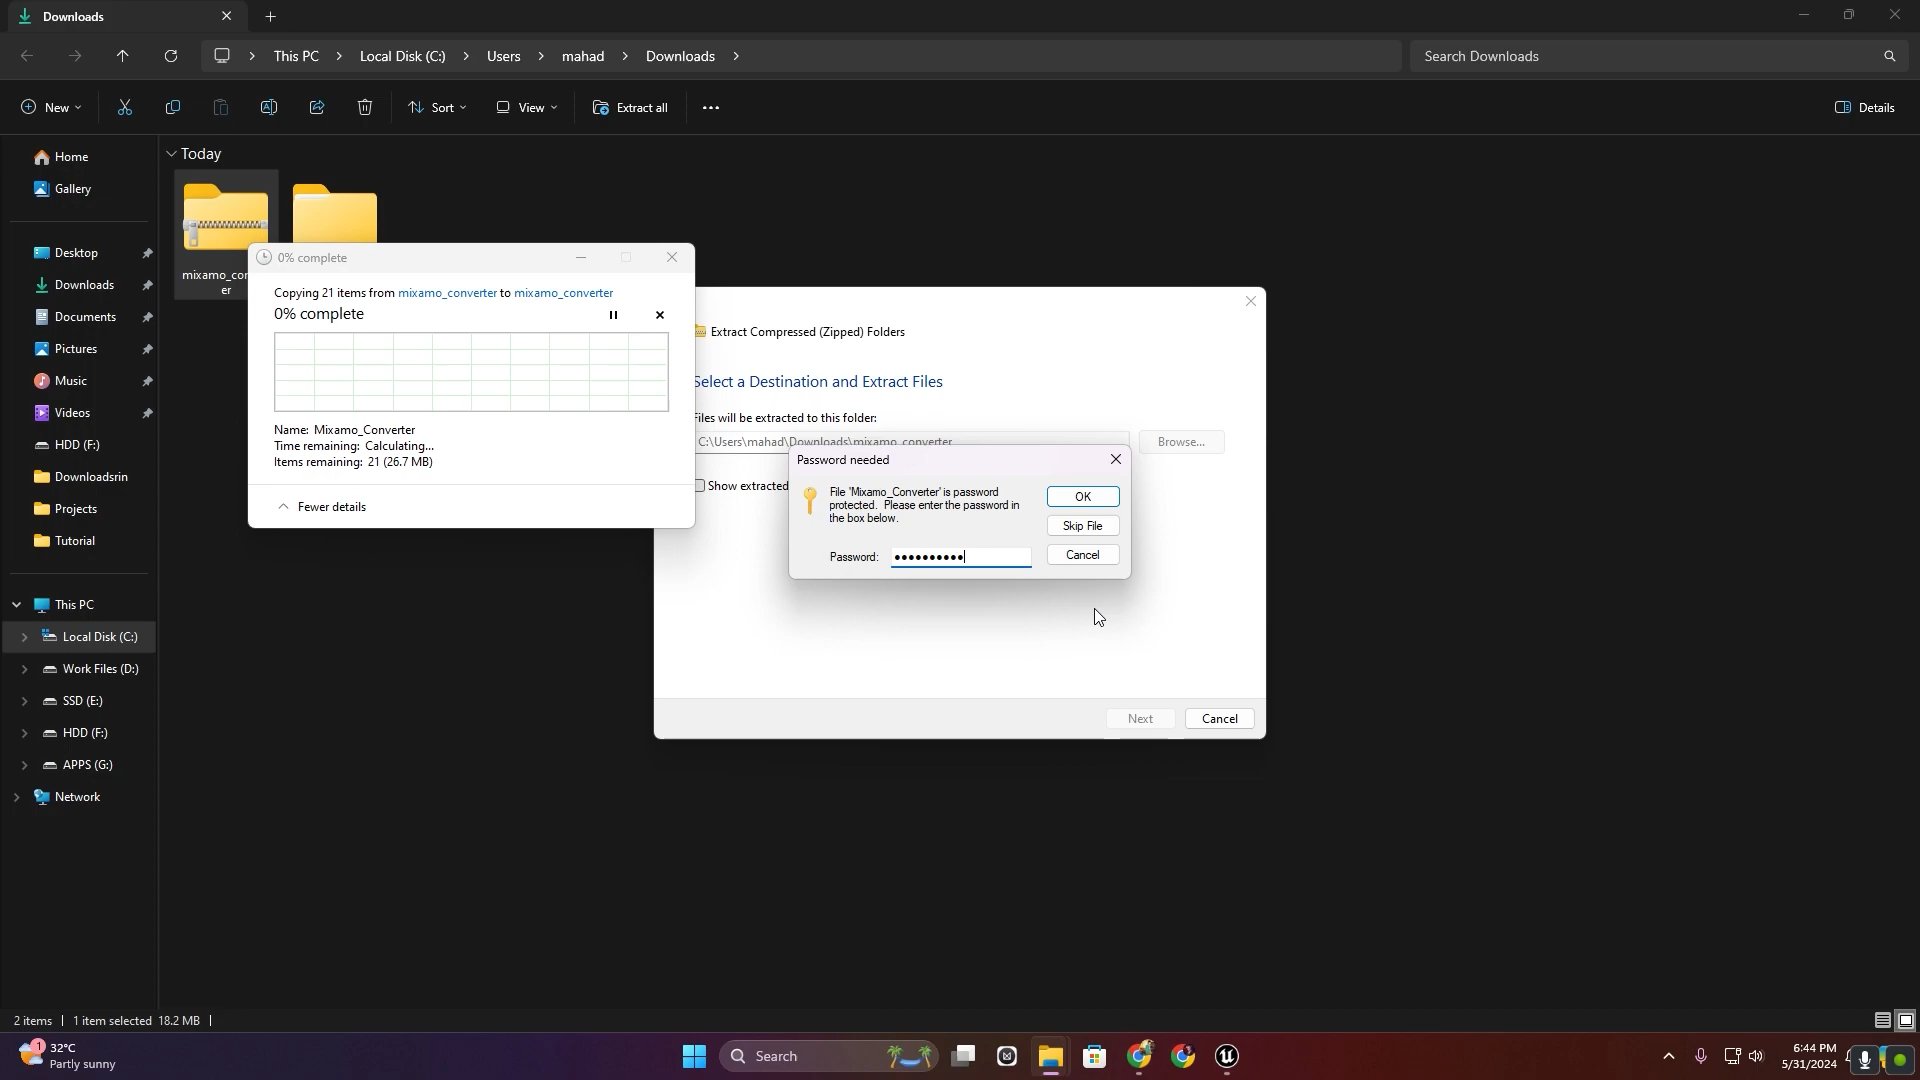 Downloads
This PC
Local Disk (C:)
Users
mahad
Downloads
Search Downloads
New
Sort
View
Extract all
Details
Home
Gallery
Desktop
Downloads
Documents
Pictures
Music
Videos
HDD (F:)
Downloadsrin
Projects
Tutorial
This PC
Local Disk (C:)
Work Files (D:)
SSD (E:)
HDD (F:)
APPS (G:)
Network
Today
mixamo_con
er
0% complete
Copying 21 items from mixamo_converter to mixamo_converter
0% complete
Name: Mixamo_Converter
Time remaining: Calculating...
Items remaining: 21 (26.7 MB)
Fewer details
Extract Compressed (Zipped) Folders
Select a Destination and Extract Files
Files will be extracted to this folder:
C:\Users\mahad\Downloads\mixamo_converter
Browse...
Show extracted
Password needed
File 'Mixamo_Converter' is password
protected. Please enter the password in
the box below.
OK
Skip File
Cancel
Password:
Next
Cancel
2 items
1 item selected 18.2 MB
1
32°C
Partly sunny
Search
6:44 PM
5/31/2024